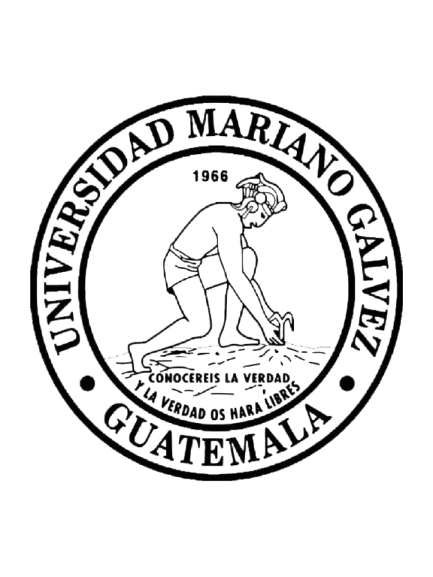 UNIVERSIDAD MARIANO GALVEZ
1966
CONOCEREIS LA VERDAD
Y LA VERDAD OS HARA LIBRES
GUATEMALA